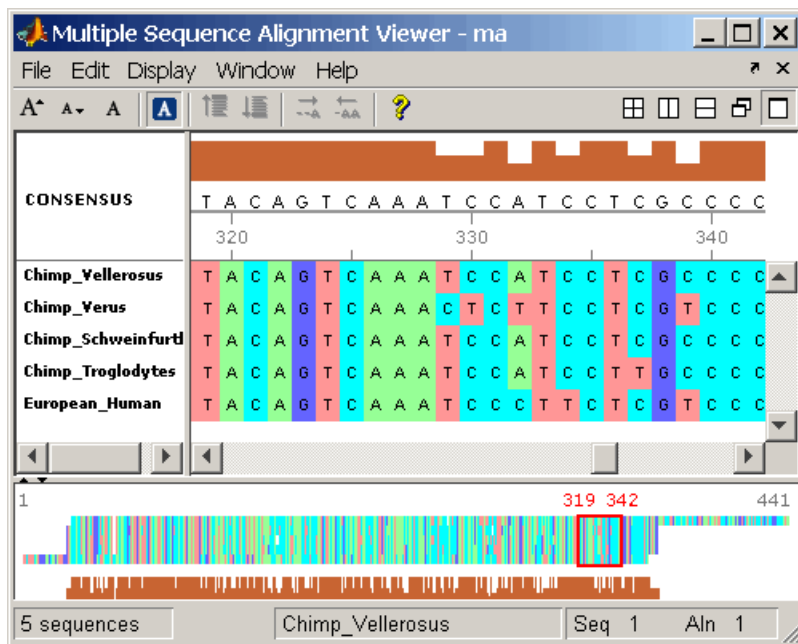 Multiple Sequence Alignment Viewer - ma
File Edit Display Window Help
A A A A --A -AA ?
CONSENSUS T A C A G T C A A A T C C A T C C T C G C C C C
320 330 340
Chimp_Vellerosus T A C A G T C A A A T C C A T C C T C G C C C C
Chimp_Verus T A C A G T C A A A C T C T T C C T C G T C C C
Chimp_Schweinfurtl T A C A G T C A A A T C C A T C C T C G C C C C
Chimp_Troglodytes T A C A G T C A A A T C C A T C C T T G C C C C
European_Human T A C A G T C A A A T C C C T T C T C G T C C C
1 319 342 441
5 sequences Chimp_Vellerosus Seq 1 Aln 1